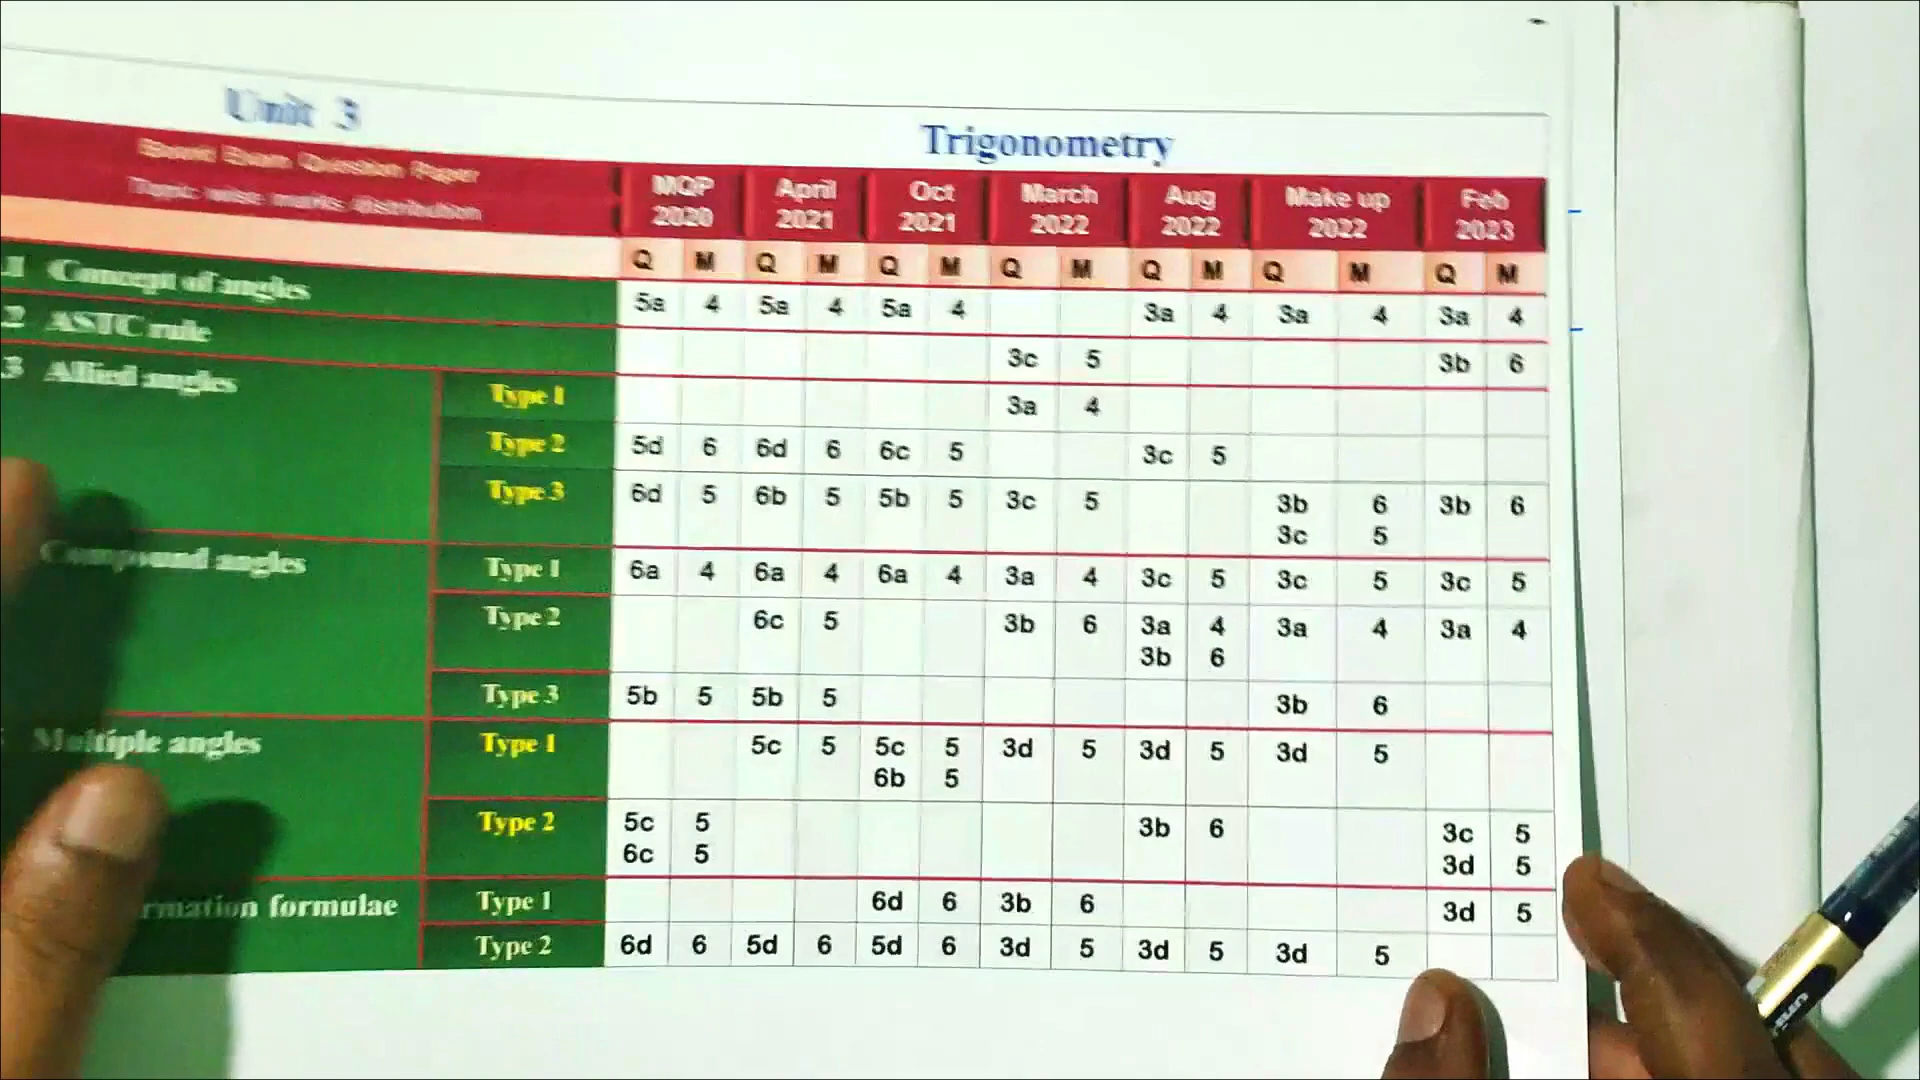 Unit 3 Trigonometry
Board Exam Question Paper
Topic wise marks distribution
MQP 2020 April 2021 Oct 2021 March 2022 Aug 2022 Make up 2022 Feb 2023
Q M Q M Q M Q M Q M Q M Q M
.1 Concept of angles 5a 4 5a 4 5a 4 3a 4 3a 4 3a 4
.2 ASTC rule 3c 5 3b 6
.3 Allied angles Type 1 3a 4
Type 2 5d 6 6d 6 6c 5 3c 5
Type 3 6d 5 6b 5 5b 5 3c 5 3b 6 3b 6
3c 5
Compound angles Type 1 6a 4 6a 4 6a 4 3a 4 3c 5 3c 5 3c 5
Type 2 6c 5 3b 6 3a 4 3a 4 3a 4
3b 6
Type 3 5b 5 5b 5 3b 6
Multiple angles Type 1 5c 5 5c 5 3d 5 3d 5 3d 5
6b 5
Type 2 5c 5 3b 6 3c 5
6c 5 3d 5
rmation formulae Type 1 6d 6 3b 6 3d 5
Type 2 6d 6 5d 6 5d 6 3d 5 3d 5 3d 5